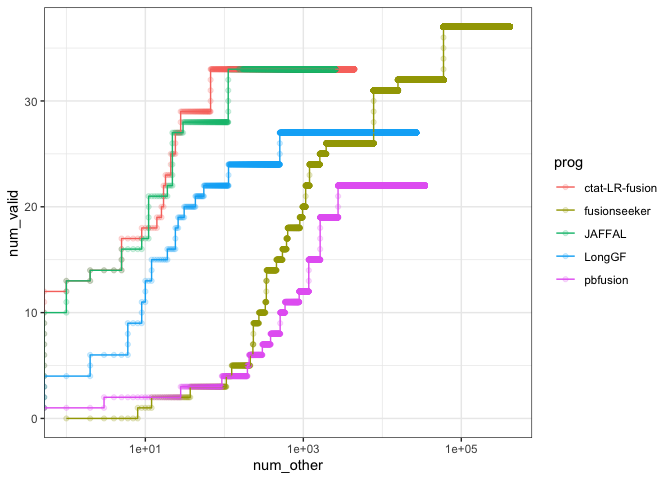 num_valid
30
20
10
0
1e+01
1e+03
1e+05
num_other
prog
ctat-LR-fusion
fusionseeker
JAFFAL
LongGF
pbfusion